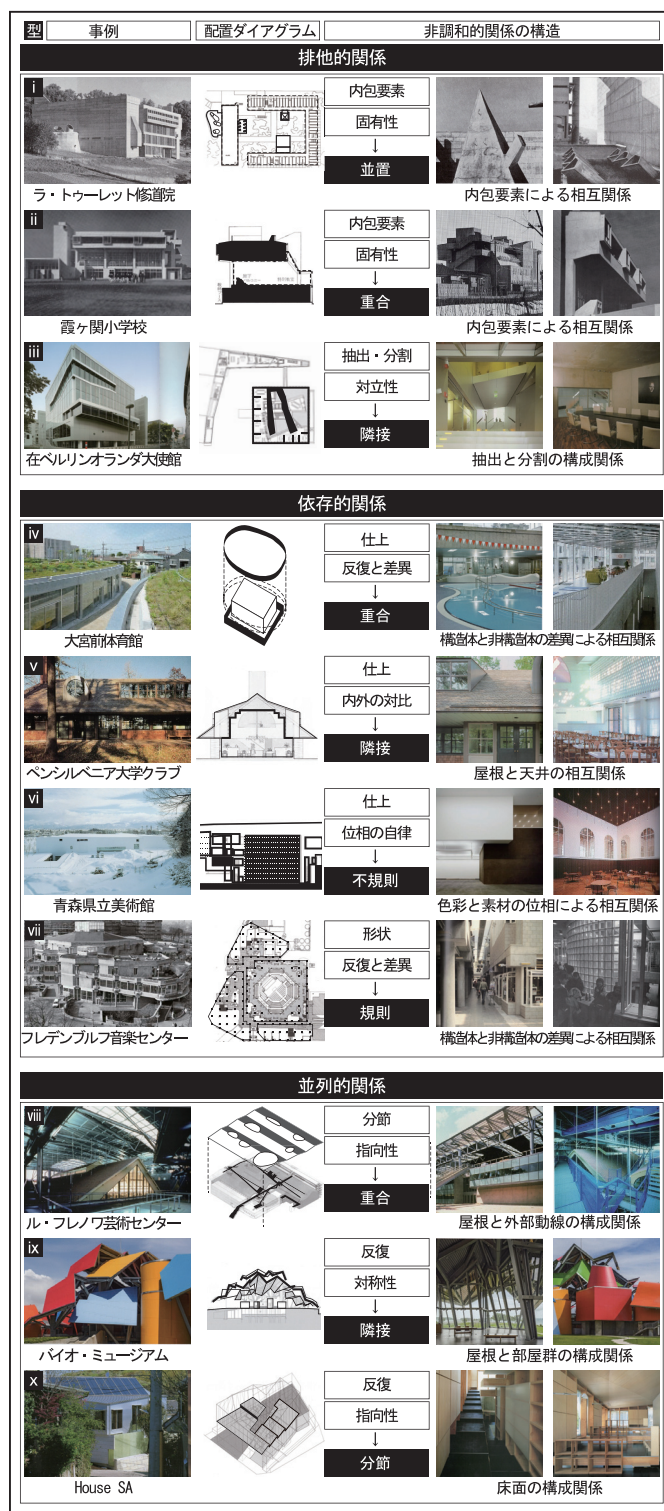 型 事例 配置ダイアグラム 非調和的関係の構造
排他的関係
i
内包要素
固有性
↓
並置
ラ・トゥーレット修道院
内包要素による相互関係
ii
内包要素
固有性
↓
重合
霞ヶ関小学校
内包要素による相互関係
iii
抽出・分割
対立性
↓
隣接
在ベルリンオランダ大使館
抽出と分割の構成関係
依存的関係
iv
仕上
反復と差異
↓
重合
大宮前体育館
構造体と非構造体の差異による相互関係
v
仕上
内外の対比
↓
隣接
ペンシルベニア大学クラブ
屋根と天井の相互関係
vi
仕上
位相の自律
↓
不規則
青森県立美術館
色彩と素材の位相による相互関係
vii
形状
反復と差異
↓
規則
フレデンブルフ音楽センター
構造体と非構造体の差異による相互関係
並列的関係
viii
分節
指向性
↓
重合
ル・フレノワ芸術センター
屋根と外部動線の構成関係
ix
反復
対称性
↓
隣接
バイオ・ミュージアム
屋根と部屋群の構成関係
x
反復
指向性
↓
分節
House SA
床面の構成関係